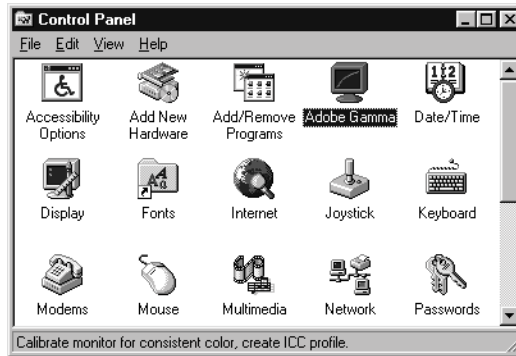 Control Panel
File Edit View Help
Accessibility Options
Add New Hardware
Add/Remove Programs
Adobe Gamma
Date/Time
Display
Fonts
Internet
Joystick
Keyboard
Modems
Mouse
Multimedia
Network
Passwords
Calibrate monitor for consistent color, create ICC profile.